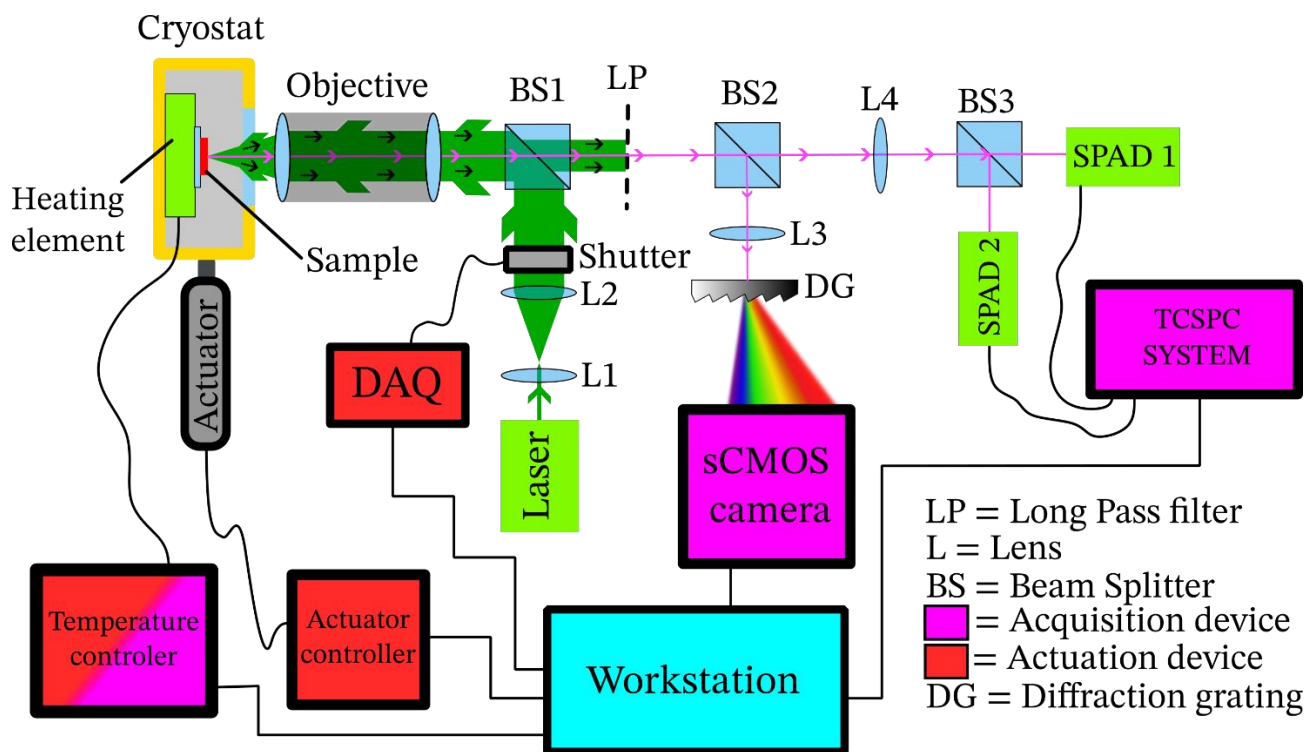 Cryostat
Objective
BS1
LP
BS2
L4
BS3
SPAD 1
Heating
element
Sample
Shutter
L2
L3
DG
SPAD 2
TCSPC
SYSTEM
Actuator
DAQ
L1
Laser
sCMOS
camera
LP = Long Pass filter
L = Lens
BS = Beam Splitter
= Acquisition device
= Actuation device
DG = Diffraction grating
Temperature
controler
Actuator
controller
Workstation